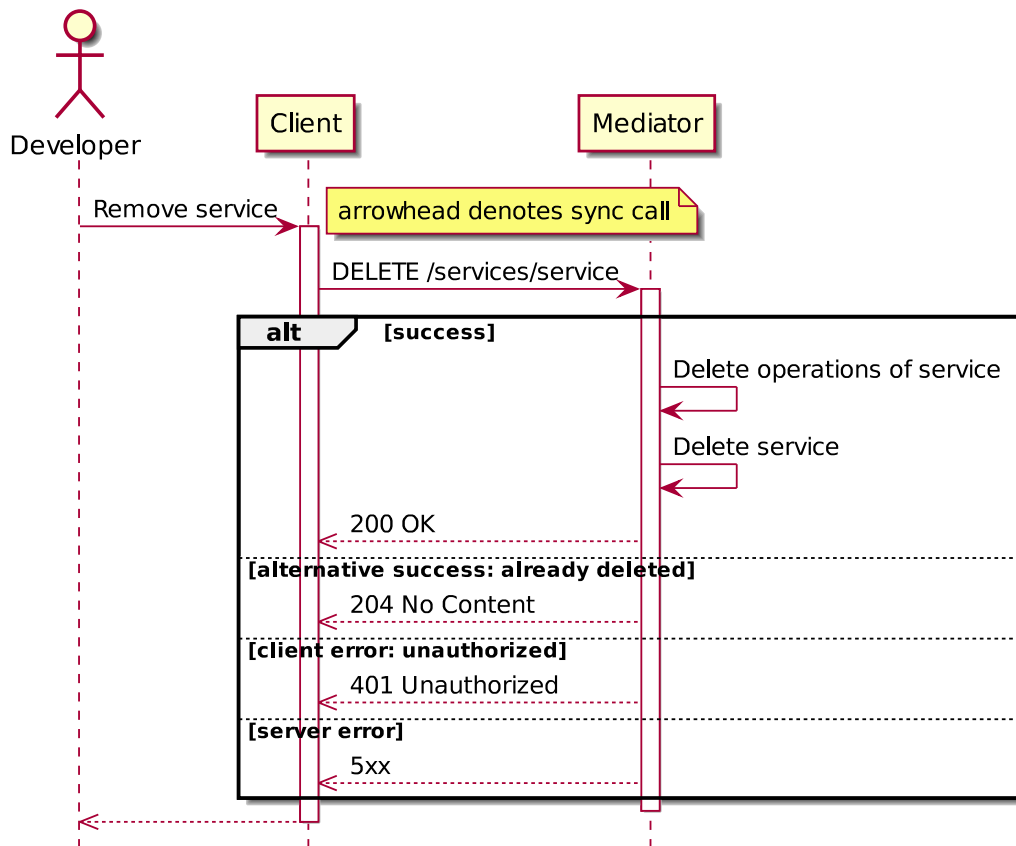 Developer
Client
Mediator
Remove service
arrowhead denotes sync call
DELETE /services/service
alt
[success]
Delete operations of service
Delete service
200 OK
[alternative success: already deleted]
204 No Content
[client error: unauthorized]
401 Unauthorized
[server error]
5xx